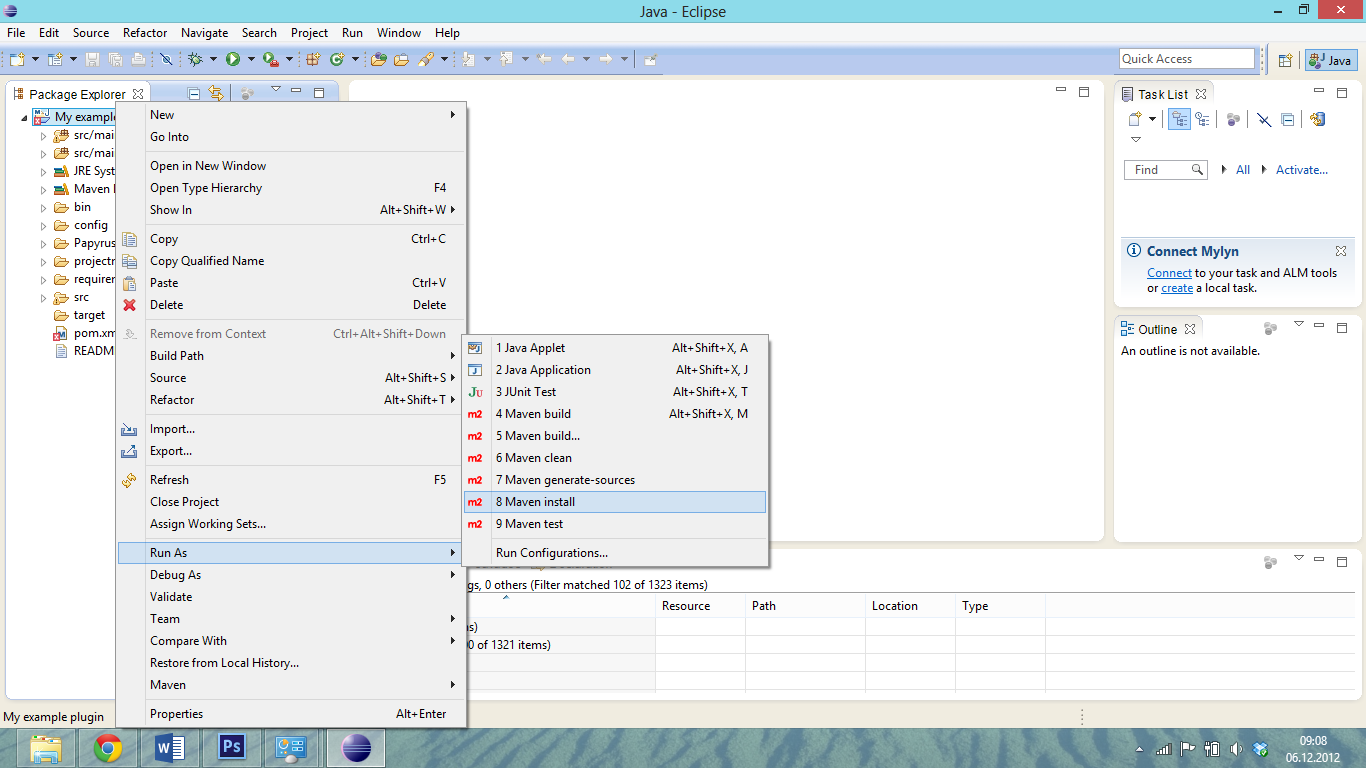 Java - Eclipse
File Edit Source Refactor Navigate Search Project Run Window Help
Quick Access
Java
Package Explorer
My example
src/mai
src/mai
JRE Syst
Maven
bin
config
Papyrus
project
require
src
target
pom.xm
READM
New
Go Into
Open in New Window
Open Type Hierarchy F4
Show In Alt+Shift+W
Copy Ctrl+C
Copy Qualified Name
Paste Ctrl+V
Delete Delete
Remove from Context Ctrl+Alt+Shift+Down
Build Path
Source Alt+Shift+S
Refactor Alt+Shift+T
Import...
Export...
Refresh F5
Close Project
Assign Working Sets...
Run As
Debug As
Validate
Team
Compare With
Restore from Local History...
Maven
Properties Alt+Enter
1 Java Applet Alt+Shift+X, A
2 Java Application Alt+Shift+X, J
JU 3 JUnit Test Alt+Shift+X, T
m2 4 Maven build Alt+Shift+X, M
m2 5 Maven build...
m2 6 Maven clean
m2 7 Maven generate-sources
m2 8 Maven install
m2 9 Maven test
Run Configurations...
Task List
Find All Activate...
Connect Mylyn
Connect to your task and ALM tools
or create a local task.
Outline
An outline is not available.
gs, 0 others (Filter matched 102 of 1323 items)
Resource Path Location Type
s)
0 of 1321 items)
My example plugin
W Ps
09:08
06.12.2012